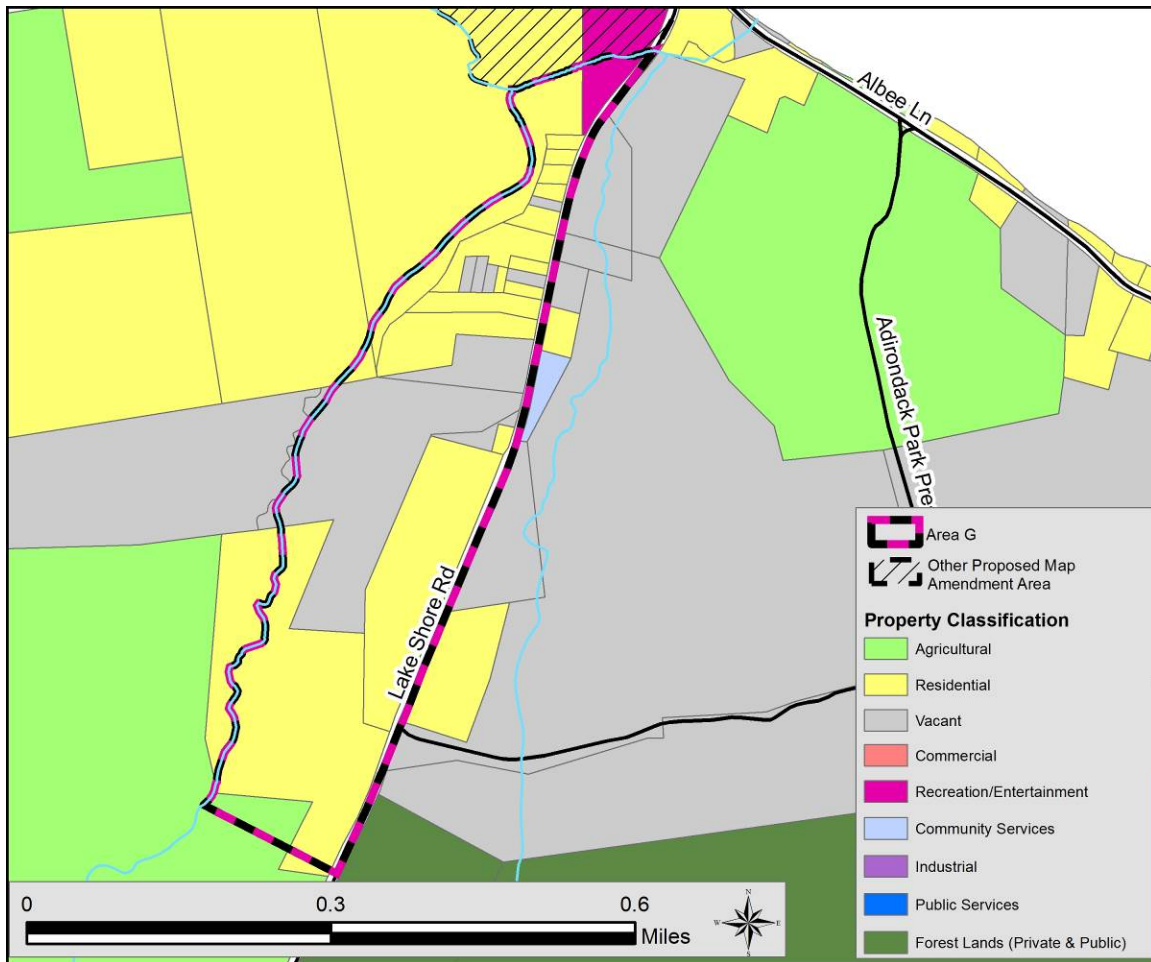 Albee Ln
Adirondack Park Pre
Lake Shore Rd
Area G
Other Proposed Map
Amendment Area
Property Classification
Agricultural
Residential
Vacant
Commercial
Recreation/Entertainment
Community Services
Industrial
Public Services
Forest Lands (Private & Public)
0 0.3 0.6
Miles
N
W E
S